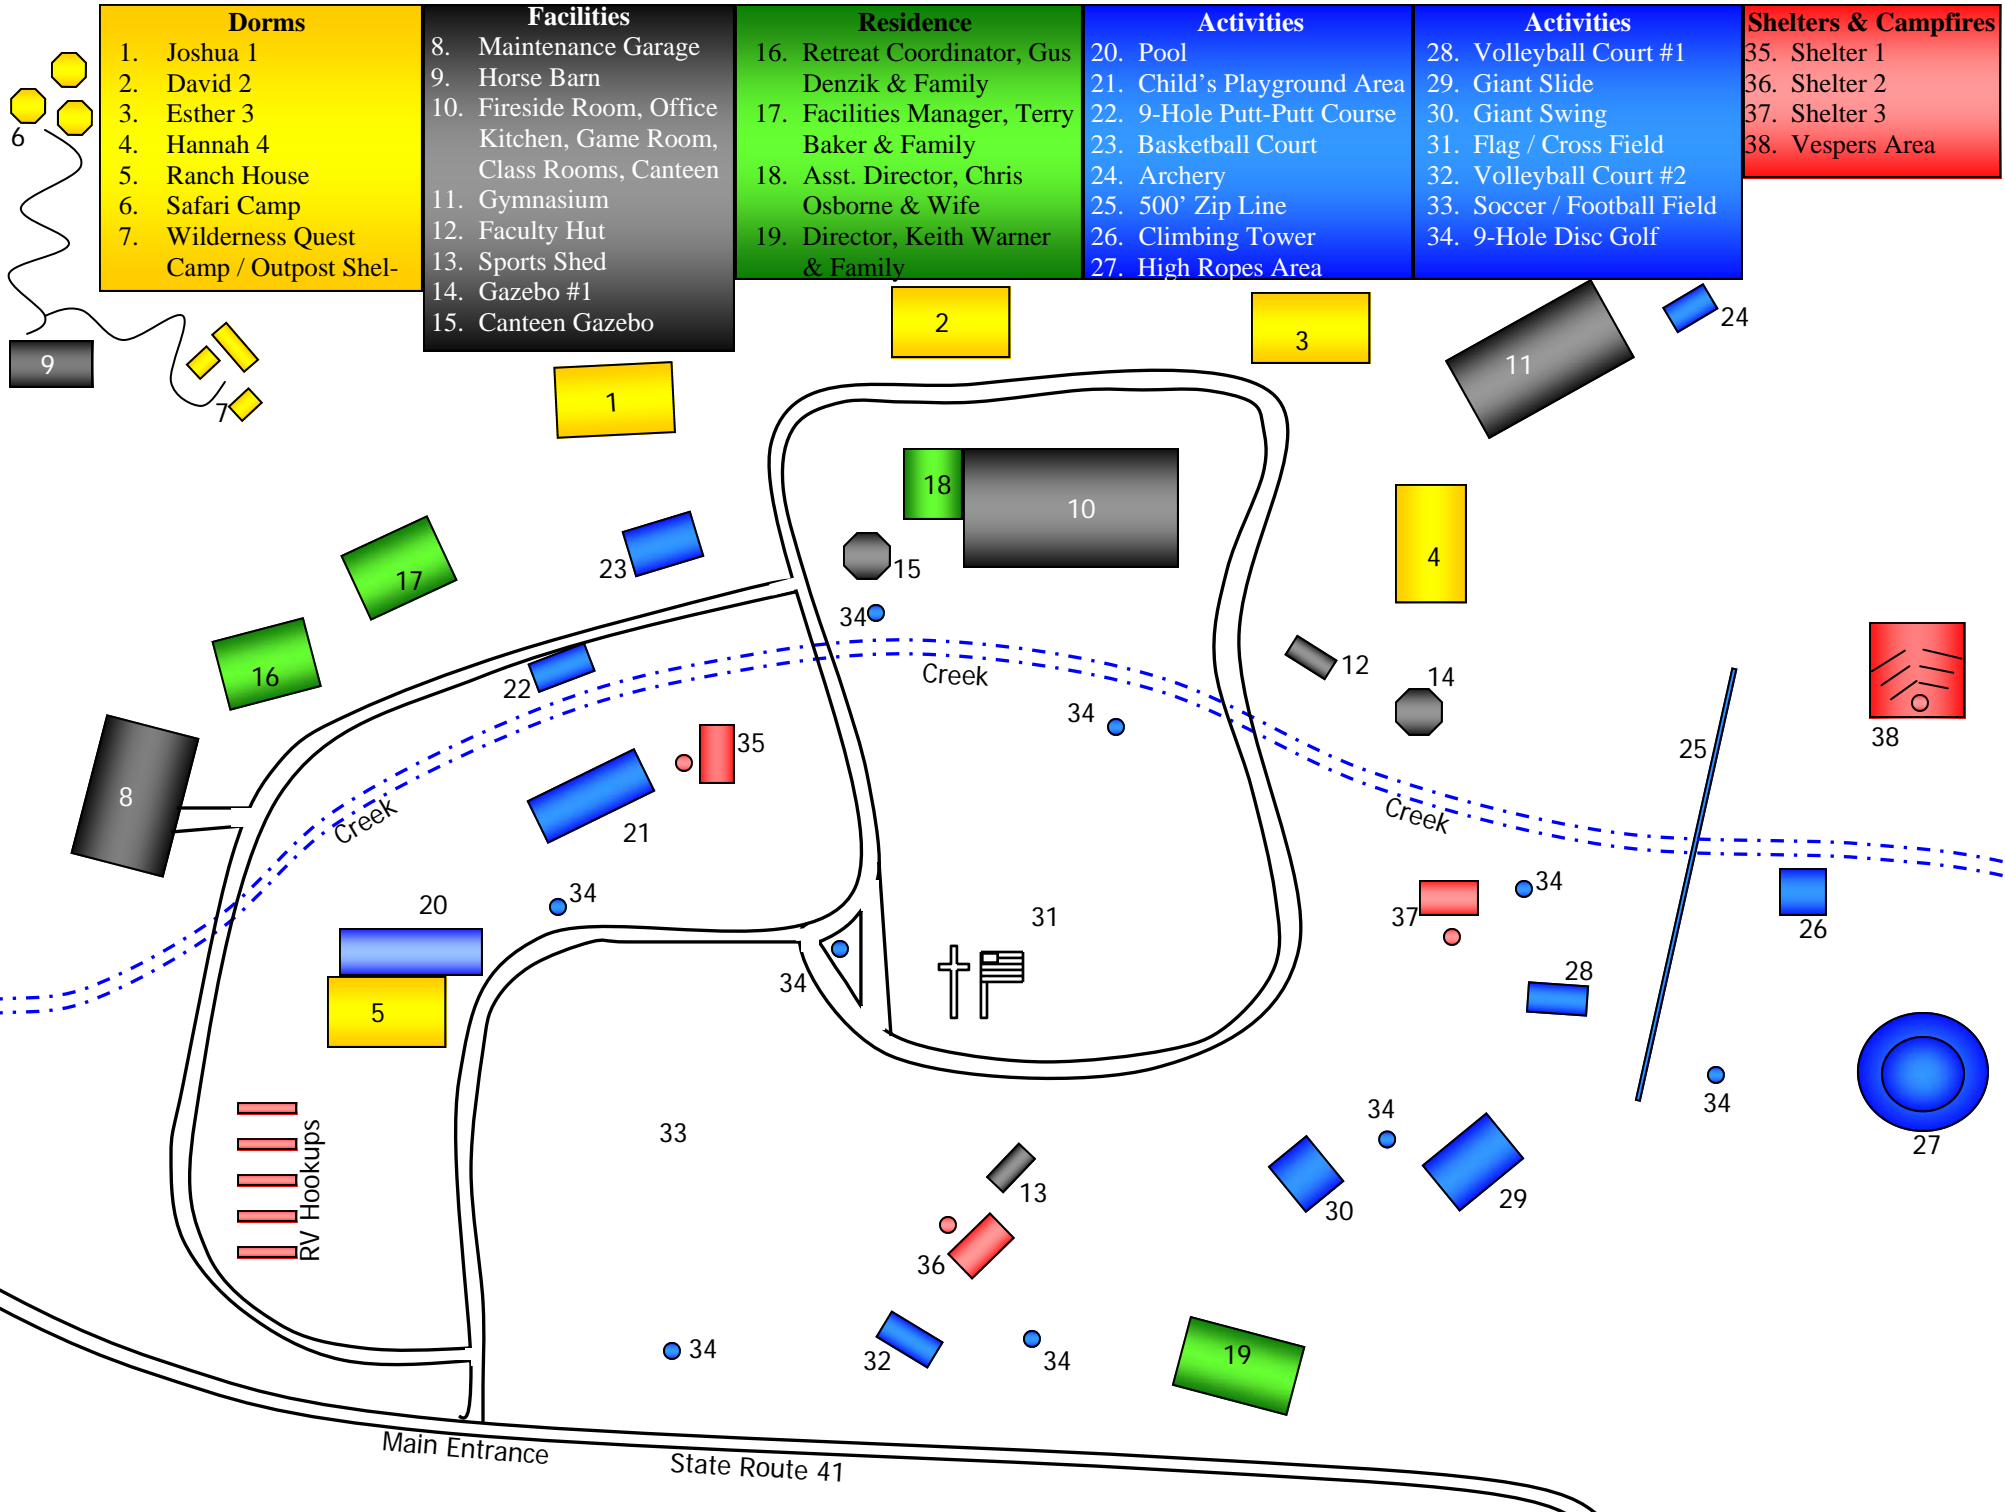 Dorms
1. Joshua 1
2. David 2
3. Esther 3
4. Hannah 4
5. Ranch House
6. Safari Camp
7. Wilderness Quest
Camp / Outpost Shel-
Facilities
8. Maintenance Garage
9. Horse Barn
10. Fireside Room, Office
Kitchen, Game Room,
Class Rooms, Canteen
11. Gymnasium
12. Faculty Hut
13. Sports Shed
14. Gazebo #1
15. Canteen Gazebo
Residence
16. Retreat Coordinator, Gus
Denzik & Family
17. Facilities Manager, Terry
Baker & Family
18. Asst. Director, Chris
Osborne & Wife
19. Director, Keith Warner
& Family
Activities
20. Pool
21. Child's Playground Area
22. 9-Hole Putt-Putt Course
23. Basketball Court
24. Archery
25. 500' Zip Line
26. Climbing Tower
27. High Ropes Area
Activities
28. Volleyball Court #1
29. Giant Slide
30. Giant Swing
31. Flag / Cross Field
32. Volleyball Court #2
33. Soccer / Football Field
34. 9-Hole Disc Golf
Shelters & Campfires
35. Shelter 1
36. Shelter 2
37. Shelter 3
38. Vespers Area
6
9
7
1
2
3
11
24
18
10
15
34
4
17
23
16
22
Creek
12
14
34
38
25
8
35
21
Creek
Creek
20
34
5
34
31
37
34
26
28
27
34
RV Hookups
33
13
36
34
30
29
34
32
34
19
Main Entrance
State Route 41